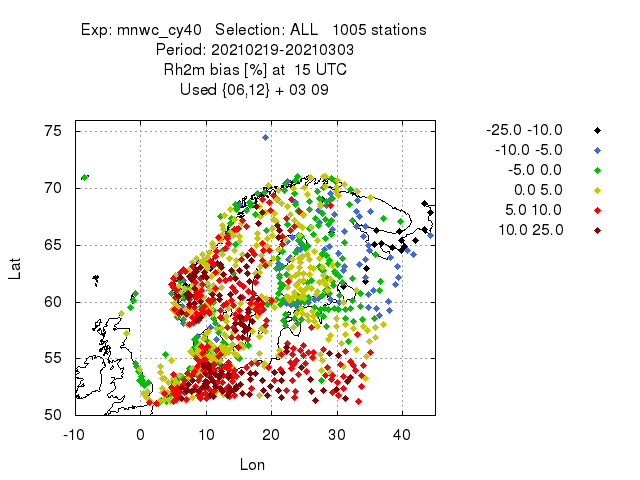 Exp: mnwc_cy40   Selection: ALL   1005 stations
Period: 20210219-20210303
Rh2m bias [%] at  15 UTC
Used {06,12} + 03 09
-25.0 -10.0
-10.0 -5.0
-5.0 0.0
0.0 5.0
5.0 10.0
10.0 25.0
75
70
65
60
55
50
Lat
-10 0 10 20 30 40
Lon